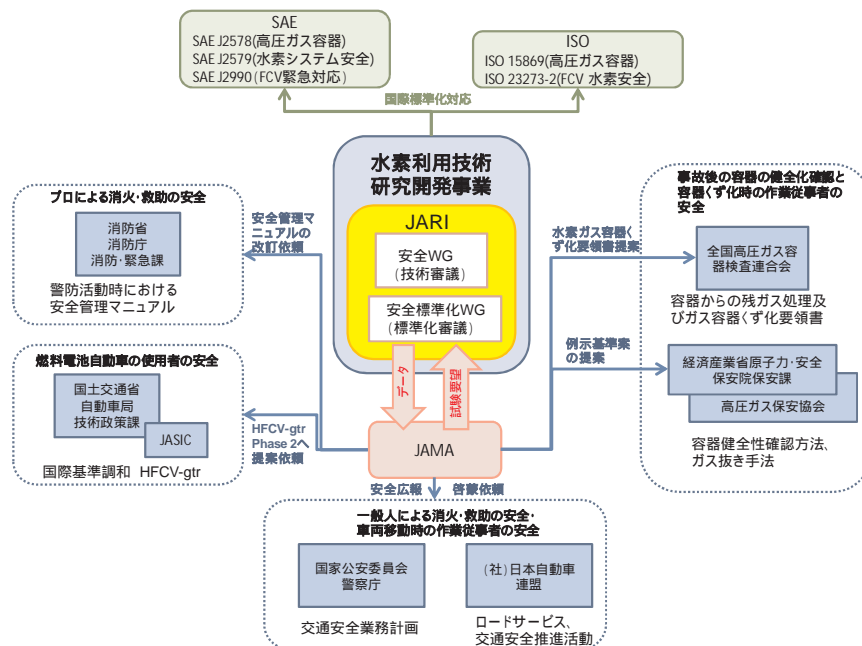 SAE
SAE J2578(高圧ガス容器)
SAE J2579(水素システム安全)
SAE J2990(FCV緊急対応)
ISO
ISO 15869(高圧ガス容器)
ISO 23273-2(FCV 水素安全)
国際標準化対応
水素利用技術
研究開発事業
JARI
安全WG
(技術審議)
安全標準化WG
(標準化審議)
データ
試験要望
JAMA
プロによる消火・救助の安全
消防省
消防庁
消防・緊急課
警防活動時における
安全管理マニュアル
安全管理マ
ニュアルの
改訂依頼
燃料電池自動車の使用者の安全
国土交通省
自動車局
技術政策課
JASIC
国際基準調和 HFCV-gtr
HFCV-gtr
Phase 2へ
提案依頼
事故後の容器の健全化確認と
容器くず化時の作業従事者の
安全
水素ガス容器く
ず化要領書提案
全国高圧ガス容
器検査連合会
容器からの残ガス処理及
びガス容器くず化要領書
例示基準案
の提案
経済産業省原子力・安全
保安院保安課
高圧ガス保安協会
容器健全性確認方法、
ガス抜き手法
安全広報 啓蒙依頼
一般人による消火・救助の安全・
車両移動時の作業従事者の安全
国家公安委員会
警察庁
交通安全業務計画
(社)日本自動車
連盟
ロードサービス、
交通安全推進活動